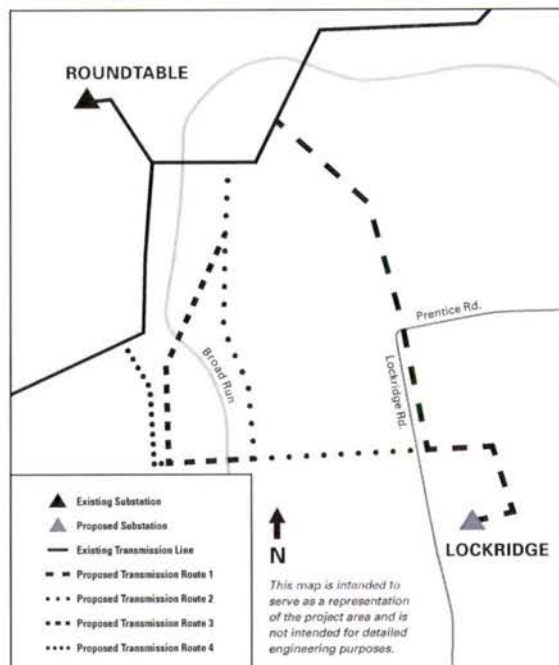 ROUNDTABLE
Prentice Rd.
Lockridge Rd.
Broad Run
LOCKRIDGE
Existing Substation
Proposed Substation
Existing Transmission Line
Proposed Transmission Route 1
Proposed Transmission Route 2
Proposed Transmission Route 3
Proposed Transmission Route 4
N
This map is intended to
serve as a representation
of the project area and is
not intended for detailed
engineering purposes.